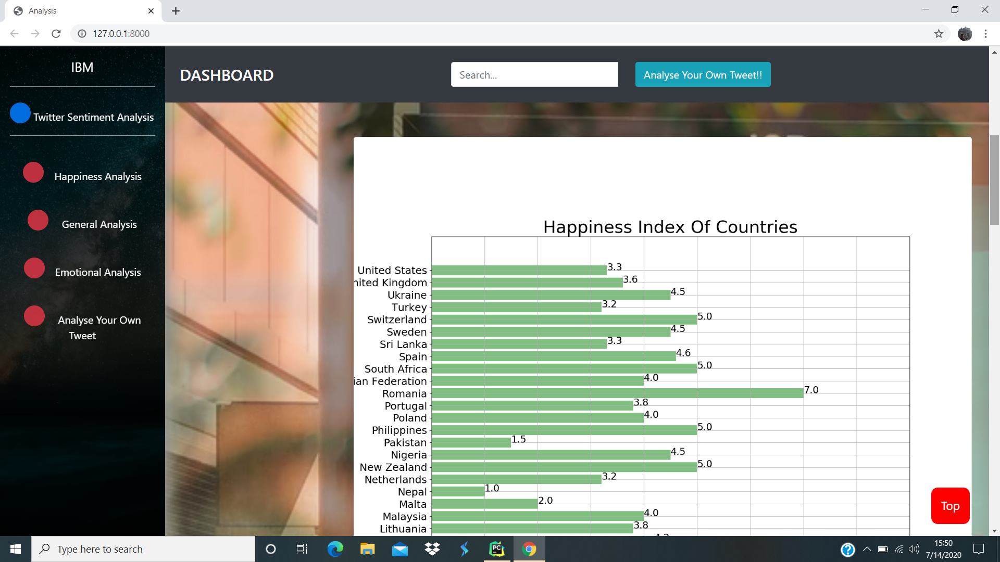 Analysis
127.0.0.1:8000
IBM
DASHBOARD
Search...
Analyse Your Own Tweet!!
Twitter Sentiment Analysis
Happiness Analysis
General Analysis
Emotional Analysis
Analyse Your Own
Tweet
Happiness Index Of Countries
United States 3.3
nited Kingdom 3.6
Ukraine 4.5
Turkey 3.2
Switzerland 5.0
Sweden 4.5
Sri Lanka 3.3
Spain 4.6
South Africa 5.0
ian Federation 4.0
Romania 7.0
Portugal 3.8
Poland 4.0
Philippines 5.0
Pakistan 1.5
Nigeria 4.5
New Zealand 5.0
Netherlands 3.2
Nepal 1.0
Malta 2.0
Malaysia 4.0
Lithuania 3.8
Top
Type here to search
PC
15:50
7/14/2020